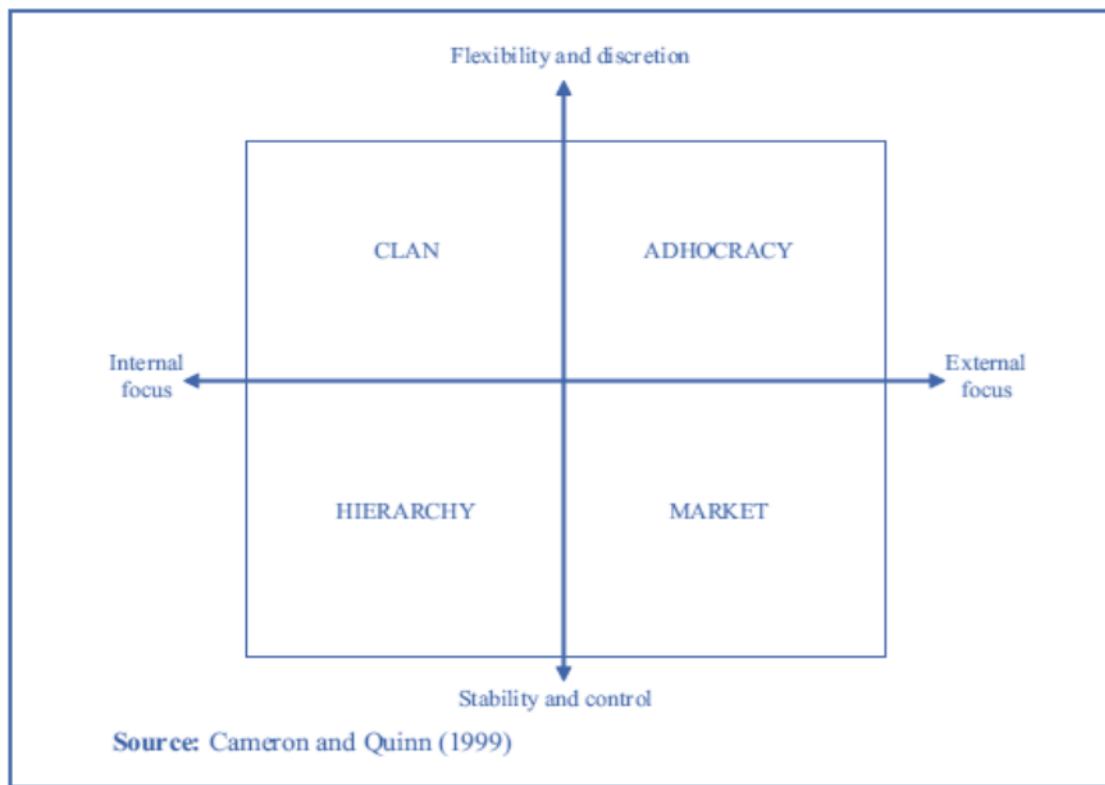 Flexibility and discretion
CLAN
ADHOCRACY
Internal
focus
External
focus
HIERARCHY
MARKET
Stability and control
Source: Cameron and Quinn (1999)